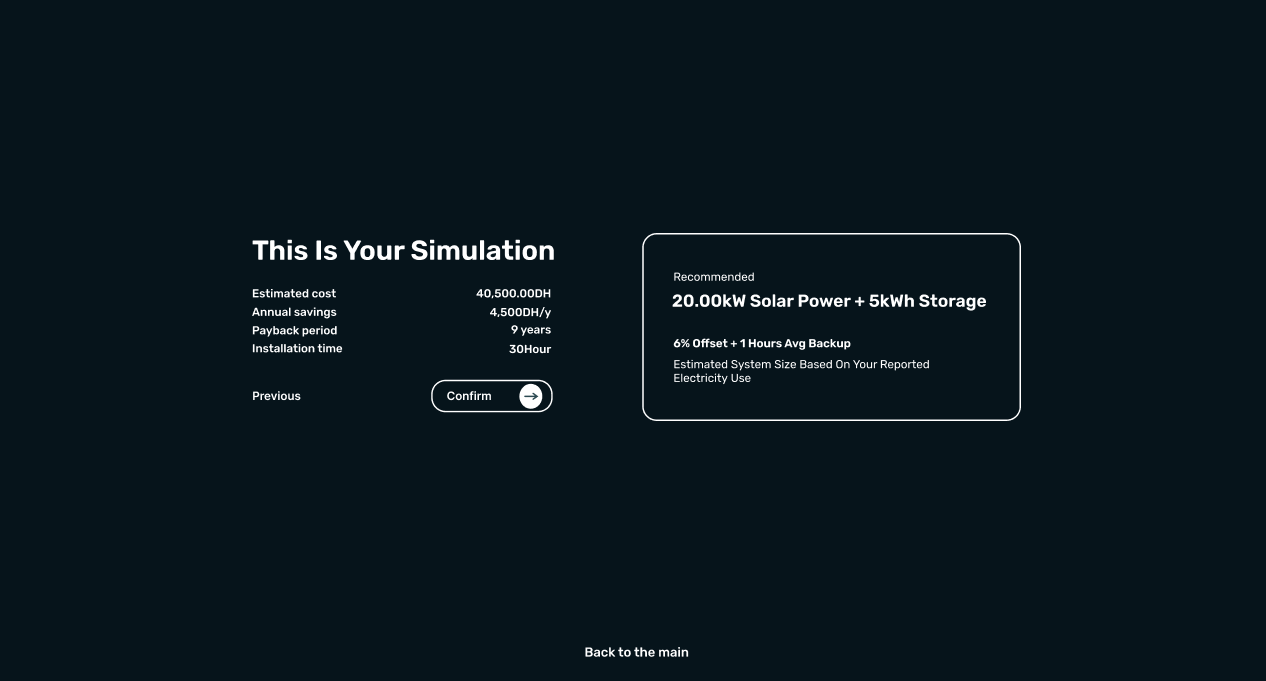 This Is Your Simulation
Estimated cost 40,500.00DH
Annual savings 4,500DH/y
Payback period 9 years
Installation time 30Hour
Previous Confirm
Recommended
20.00kW Solar Power + 5kWh Storage
6% Offset + 1 Hours Avg Backup
Estimated System Size Based On Your Reported
Electricity Use
Back to the main